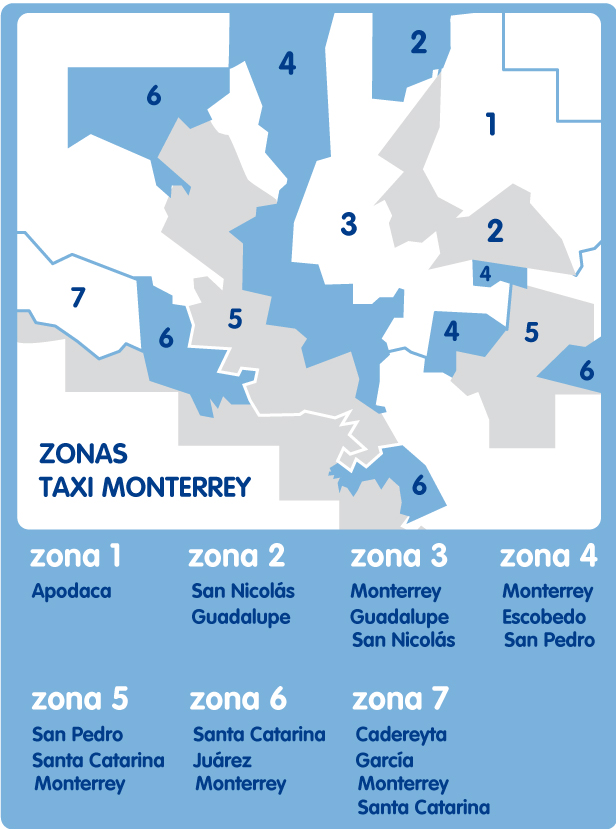 2
4
6
1
3
2
4
7
5
6
4
5
6
ZONAS
TAXI MONTERREY
6
zona 1
Apodaca
zona 2
San Nicolás
Guadalupe
zona 3
Monterrey
Guadalupe
San Nicolás
zona 4
Monterrey
Escobedo
San Pedro
zona 5
San Pedro
Santa Catarina
Monterrey
zona 6
Santa Catarina
Juárez
Monterrey
zona 7
Cadereyta
García
Monterrey
Santa Catarina